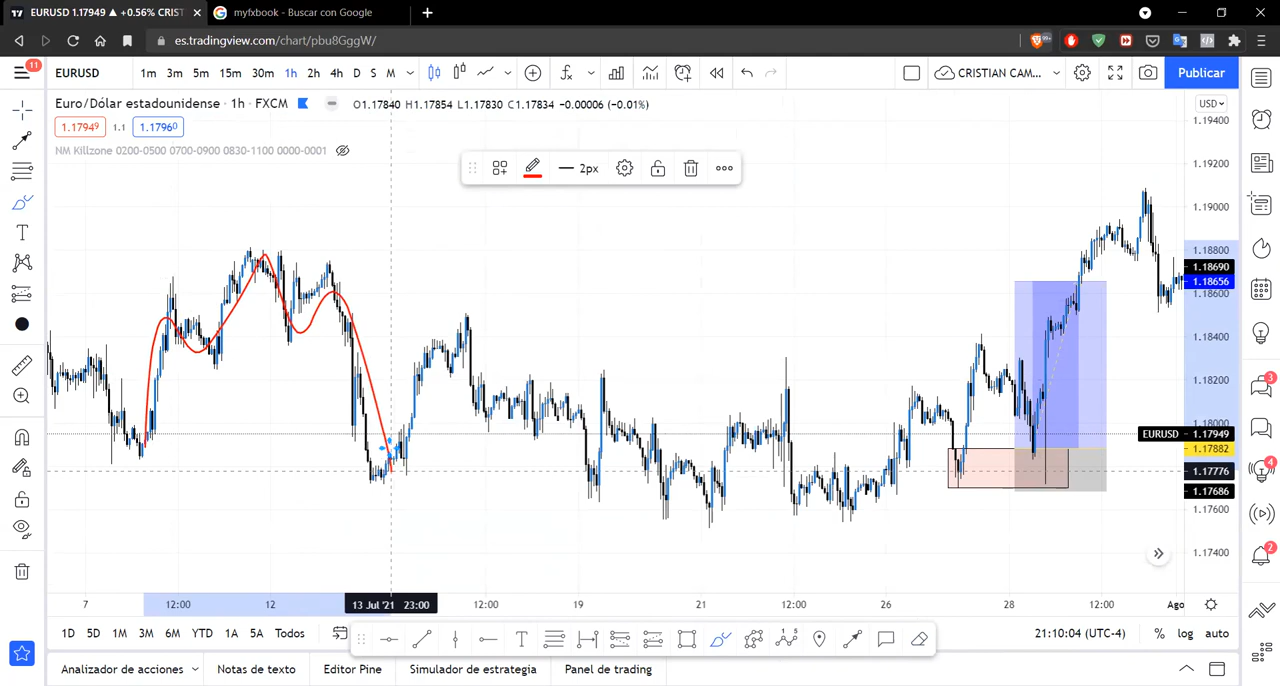 EURUSD 1.17949 ▲ +0.56% CRIST
myfxbook - Buscar con Google
es.tradingview.com/chart/pbu8GggW/
99+
11
EURUSD 1m 3m 5m 15m 30m 1h 2h 4h D S M
CRISTIAN CAM...
Publicar
Euro/Dólar estadounidense · 1h · FXCM
O1.17840 H1.17854 L1.17830 C1.17834 −0.00006 (−0.01%)
1.17949 1.1 1.17960
NM Killzone 0200-0500 0700-0900 0830-1100 0000-0001
2px
USD
1.19400
1.19200
1.19000
1.18800
1.18690
1.18656
1.18600
1.18400
1.18200
1.18000
EURUSD 1.17949
1.17882
1.17776
1.17686
1.17600
1.17400
3
4
2
7 12:00 12 13 Jul '21 23:00 12:00 19 21 12:00 26 28 12:00 Ago
1D 5D 1M 3M 6M YTD 1A 5A Todos
21:10:04 (UTC-4) % log auto
Analizador de acciones Notas de texto Editor Pine Simulador de estrategia Panel de trading